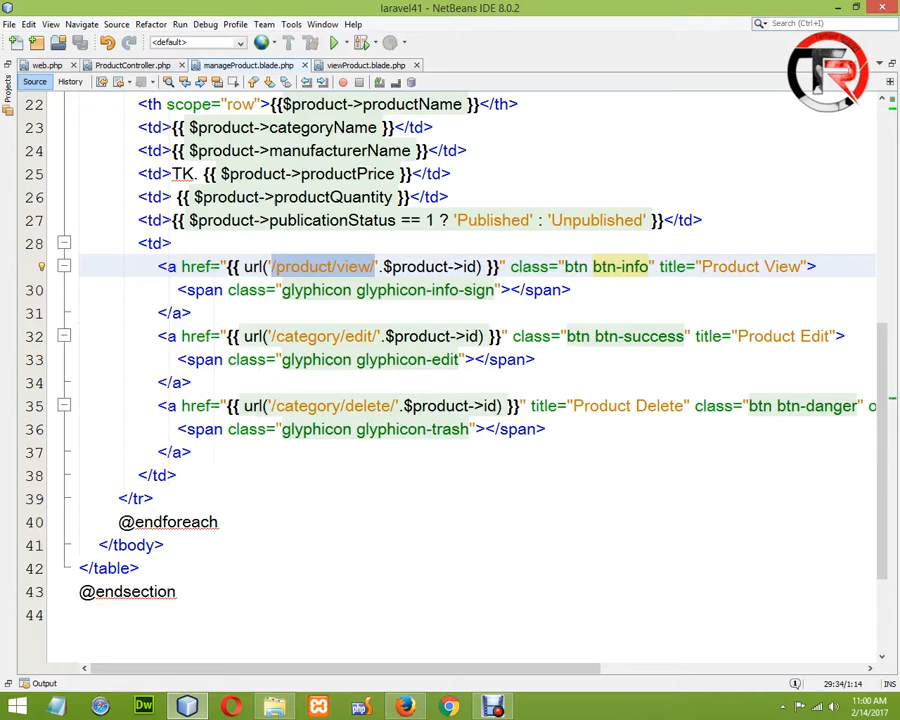 laravel41 - NetBeans IDE 8.0.2
File Edit View Navigate Source Refactor Run Debug Profile Team Tools Window Help
<default> Search (Ctrl+I)
web.php ProductController.php manageProduct.blade.php viewProduct.blade.php
Source History
Projects
22 <th scope="row">{{$product->productName }}</th>
23 <td>{{ $product->categoryName }}</td>
24 <td>{{ $product->manufacturerName }}</td>
25 <td>TK. {{ $product->productPrice }}</td>
26 <td> {{ $product->productQuantity }}</td>
27 <td>{{ $product->publicationStatus == 1 ? 'Published' : 'Unpublished' }}</td>
28 <td>
<a href="{{ url('/product/view/'.$product->id) }}" class="btn btn-info" title="Product View">
30 <span class="glyphicon glyphicon-info-sign"></span>
31 </a>
32 <a href="{{ url('/category/edit/'.$product->id) }}" class="btn btn-success" title="Product Edit">
33 <span class="glyphicon glyphicon-edit"></span>
34 </a>
35 <a href="{{ url('/category/delete/'.$product->id) }}" title="Product Delete" class="btn btn-danger" o
36 <span class="glyphicon glyphicon-trash"></span>
37 </a>
38 </td>
39 </tr>
40 @endforeach
41 </tbody>
42 </table>
43 @endsection
44
Output
29:34/1:14 INS
Dw
11:00 AM
2/14/2017